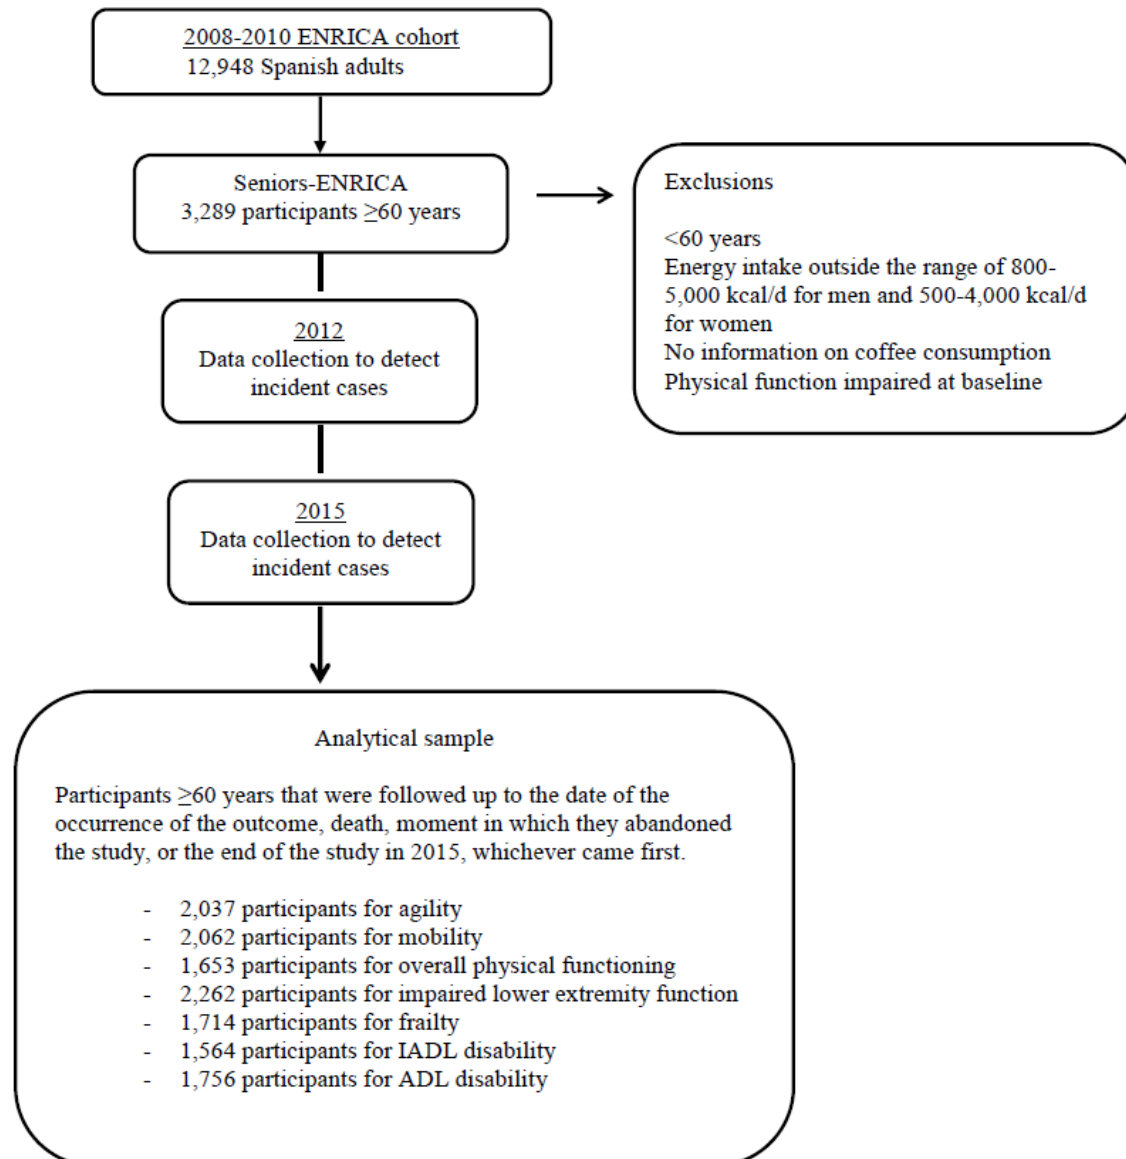 2008-2010 ENRICA cohort
12,948 Spanish adults
Seniors-ENRICA
3,289 participants ≥60 years
Exclusions
<60 years
Energy intake outside the range of 800-
5,000 kcal/d for men and 500-4,000 kcal/d
for women
No information on coffee consumption
Physical function impaired at baseline
2012
Data collection to detect
incident cases
2015
Data collection to detect
incident cases
Analytical sample
Participants ≥60 years that were followed up to the date of the
occurrence of the outcome, death, moment in which they abandoned
the study, or the end of the study in 2015, whichever came first.
- 2,037 participants for agility
- 2,062 participants for mobility
- 1,653 participants for overall physical functioning
- 2,262 participants for impaired lower extremity function
- 1,714 participants for frailty
- 1,564 participants for IADL disability
- 1,756 participants for ADL disability